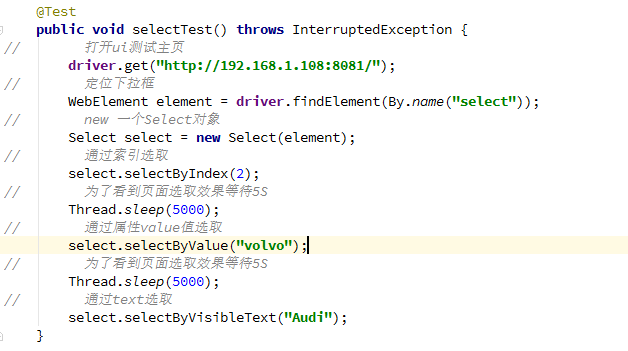 @Test
public void selectTest() throws InterruptedException {
//        打开ui测试主页
    driver.get("http://192.168.1.108:8081/");
//        定位下拉框
    WebElement element = driver.findElement(By.name("select"));
//        new 一个Select对象
    Select select = new Select(element);
//        通过索引选取
    select.selectByIndex(2);
//        为了看到页面选取效果等待5S
    Thread.sleep(5000);
//        通过属性value值选取
    select.selectByValue("volvo");
//        为了看到页面选取效果等待5S
    Thread.sleep(5000);
//        通过text选取
    select.selectByVisibleText("Audi");
}